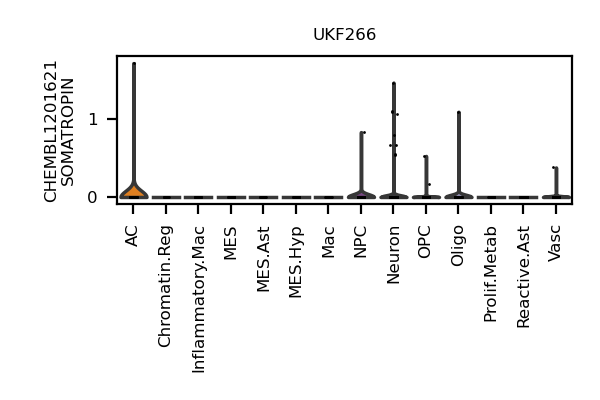 UKF266
CHEMBL1201621
SOMATROPIN
1
0
AC
Chromatin.Reg
Inflammatory.Mac
MES
MES.Ast
MES.Hyp
Mac
NPC
Neuron
OPC
Oligo
Prolif.Metab
Reactive.Ast
Vasc